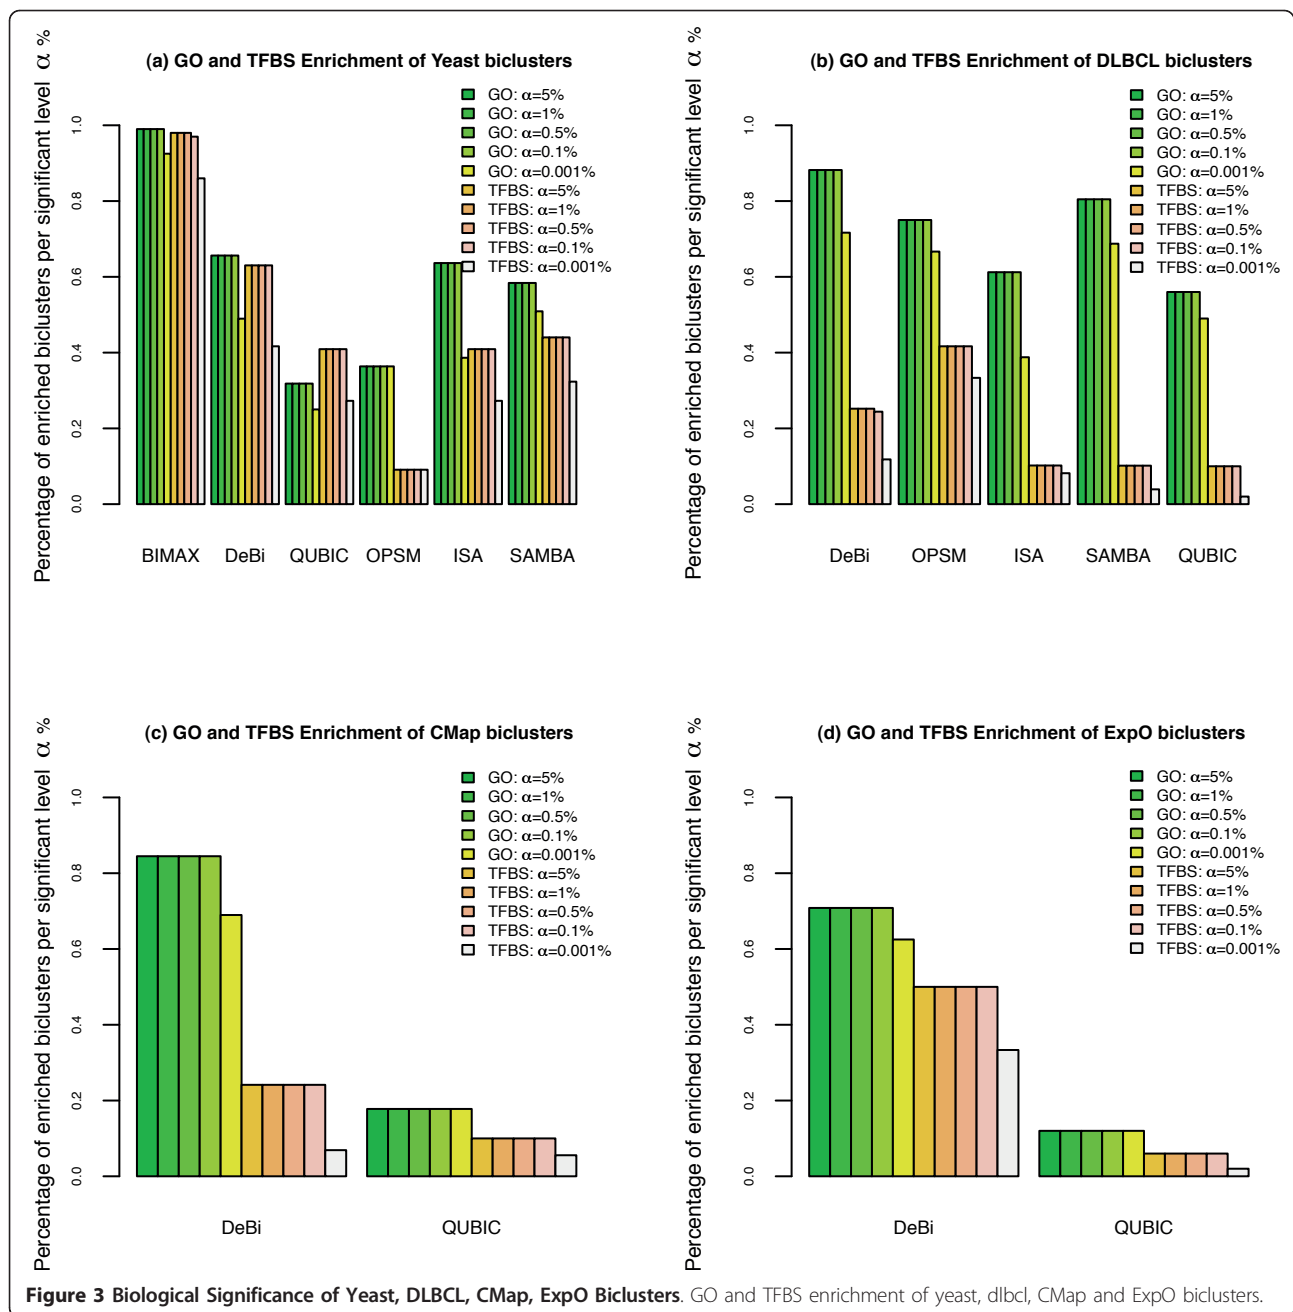 (a) GO and TFBS Enrichment of Yeast biclusters
Percentage of enriched biclusters per significant level α %
GO: α=5%
GO: α=1%
GO: α=0.5%
GO: α=0.1%
GO: α=0.001%
TFBS: α=5%
TFBS: α=1%
TFBS: α=0.5%
TFBS: α=0.1%
TFBS: α=0.001%
1.0
0.8
0.6
0.4
0.2
0.0
BIMAX DeBi QUBIC OPSM ISA SAMBA
(b) GO and TFBS Enrichment of DLBCL biclusters
Percentage of enriched biclusters per significant level α %
GO: α=5%
GO: α=1%
GO: α=0.5%
GO: α=0.1%
GO: α=0.001%
TFBS: α=5%
TFBS: α=1%
TFBS: α=0.5%
TFBS: α=0.1%
TFBS: α=0.001%
1.0
0.8
0.6
0.4
0.2
0.0
DeBi OPSM ISA SAMBA QUBIC
(c) GO and TFBS Enrichment of CMap biclusters
Percentage of enriched biclusters per significant level α %
GO: α=5%
GO: α=1%
GO: α=0.5%
GO: α=0.1%
GO: α=0.001%
TFBS: α=5%
TFBS: α=1%
TFBS: α=0.5%
TFBS: α=0.1%
TFBS: α=0.001%
1.0
0.8
0.6
0.4
0.2
0.0
DeBi QUBIC
(d) GO and TFBS Enrichment of ExpO biclusters
Percentage of enriched biclusters per significant level α %
GO: α=5%
GO: α=1%
GO: α=0.5%
GO: α=0.1%
GO: α=0.001%
TFBS: α=5%
TFBS: α=1%
TFBS: α=0.5%
TFBS: α=0.1%
TFBS: α=0.001%
1.0
0.8
0.6
0.4
0.2
0.0
DeBi QUBIC
Figure 3 Biological Significance of Yeast, DLBCL, CMap, ExpO Biclusters. GO and TFBS enrichment of yeast, dlbcl, CMap and ExpO biclusters.